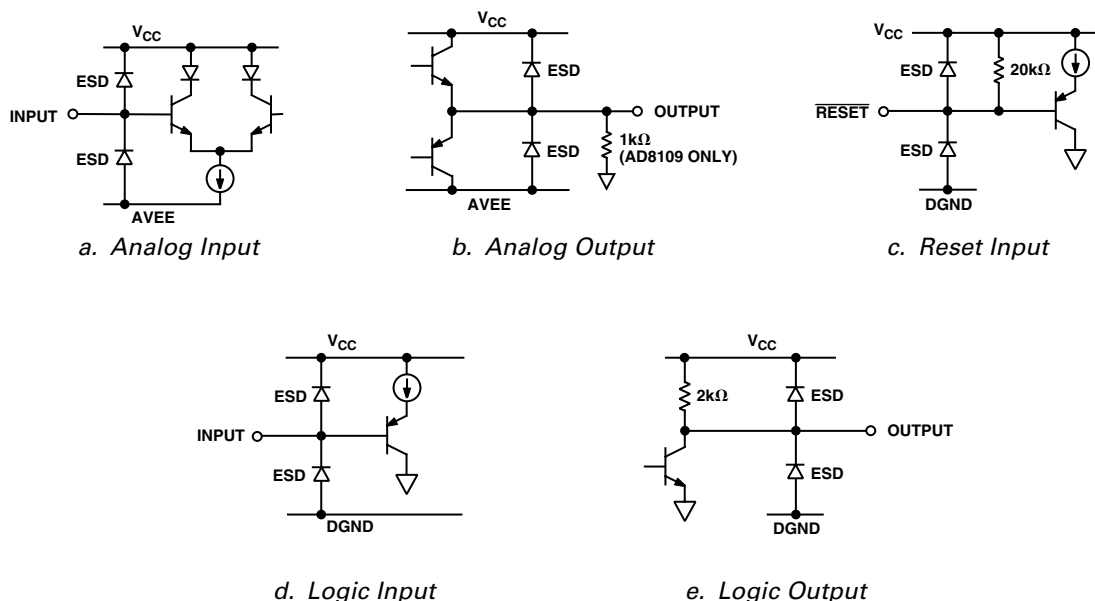 V_CC
ESD
INPUT
ESD
AVEE
a. Analog Input
V_CC
ESD
OUTPUT
1kΩ
(AD8109 ONLY)
ESD
AVEE
b. Analog Output
V_CC
ESD
20kΩ
RESET
ESD
DGND
c. Reset Input
V_CC
ESD
INPUT
ESD
DGND
d. Logic Input
V_CC
2kΩ
ESD
OUTPUT
ESD
DGND
e. Logic Output